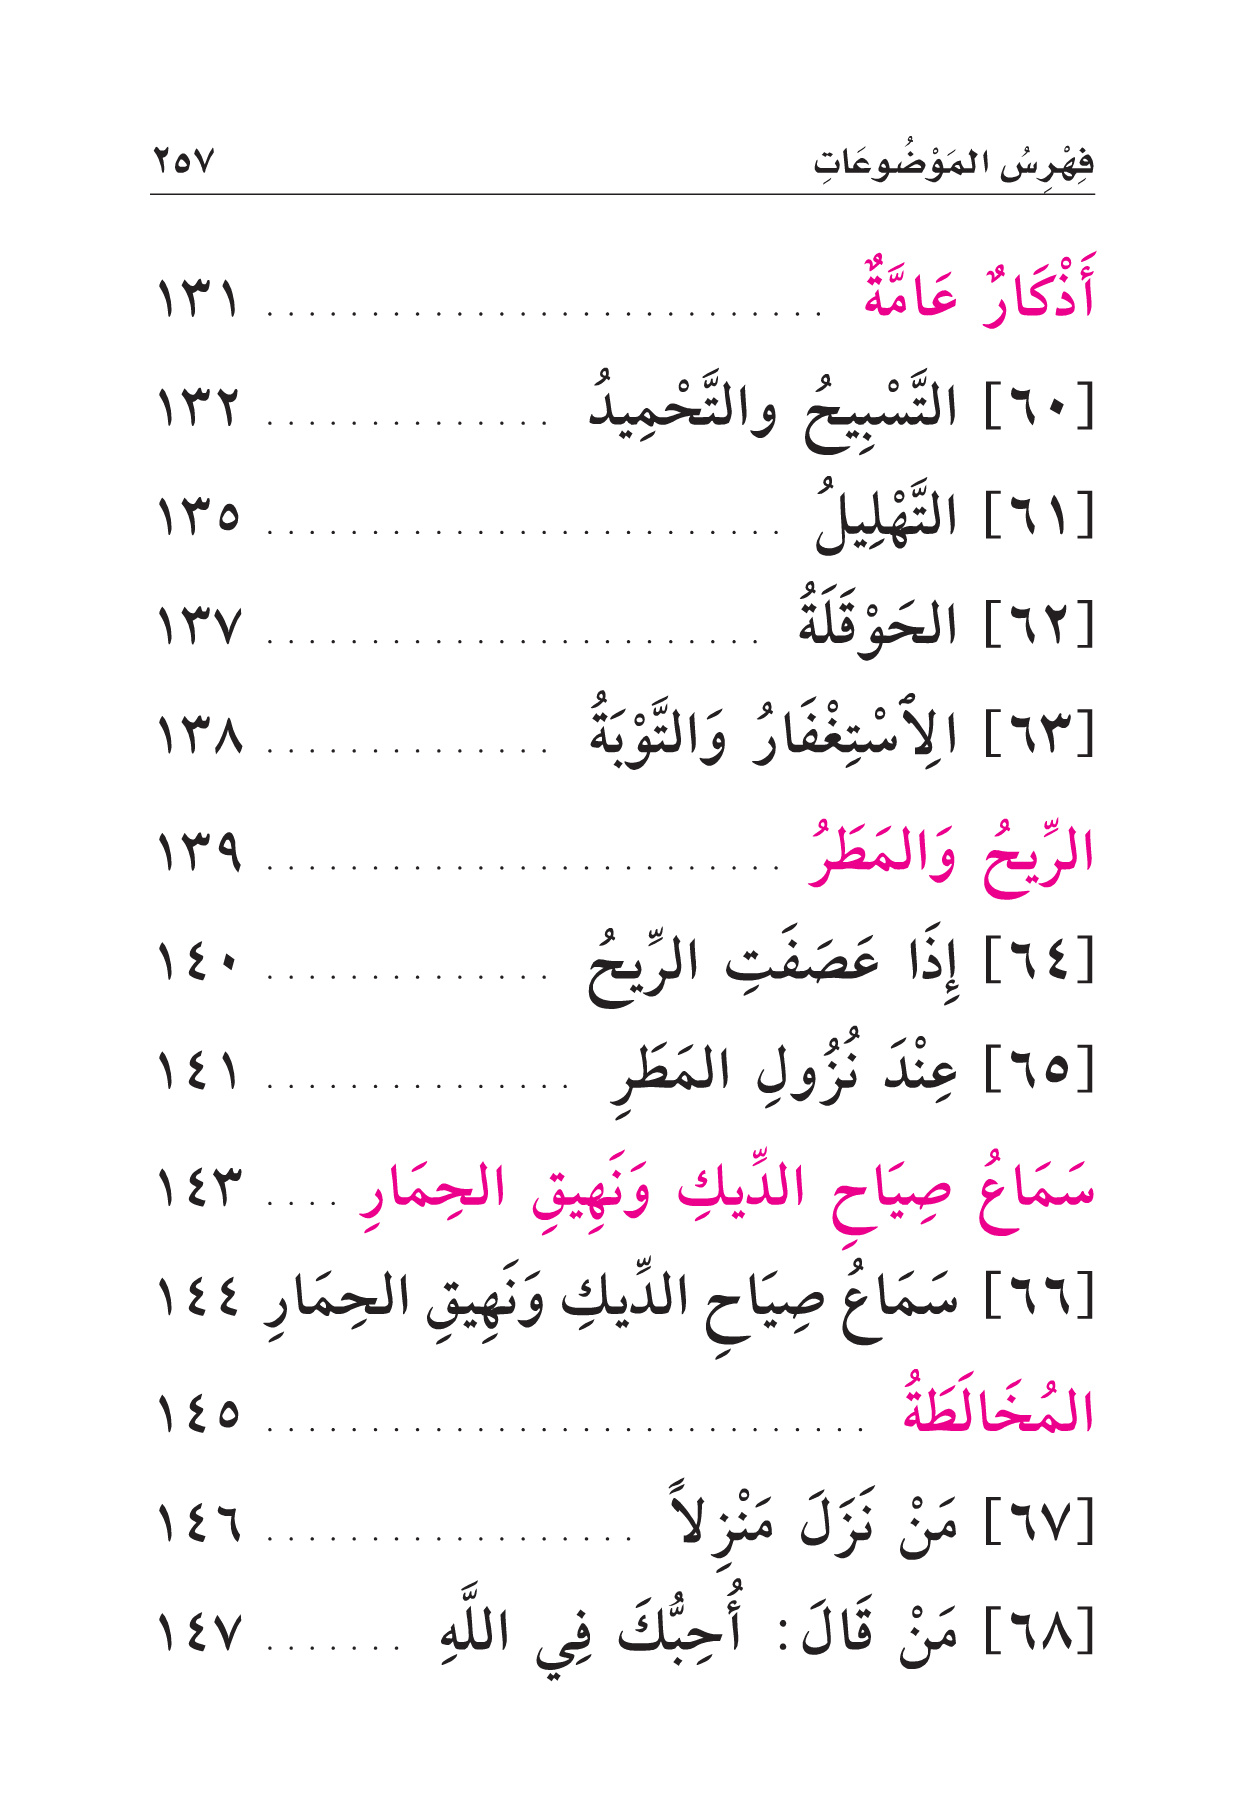 فِهْرِسُ المَوْضُوعَاتِ ٢٥٧
أَذْكَارٌ عَامَّةٌ . . . . . . . . . . . . . . . . . . . . . . . . . . . ١٣١
[٦٠] التَّسْبِيحُ والتَّحْمِيدُ . . . . . . . . . . . . . . ١٣٢
[٦١] التَّهْلِيلُ . . . . . . . . . . . . . . . . . . . . . . . . . ١٣٥
[٦٢] الحَوْقَلَةُ . . . . . . . . . . . . . . . . . . . . . . . . ١٣٧
[٦٣] الِٱسْتِغْفَارُ وَالتَّوْبَةُ . . . . . . . . . . . . . . ١٣٨
الرِّيحُ وَالمَطَرُ . . . . . . . . . . . . . . . . . . . . . . . . . ١٣٩
[٦٤] إِذَا عَصَفَتِ الرِّيحُ . . . . . . . . . . . . . . ١٤٠
[٦٥] عِنْدَ نُزُولِ المَطَرِ . . . . . . . . . . . . . . . ١٤١
سَمَاعُ صِيَاحِ الدِّيكِ وَنَهِيقِ الحِمَارِ . . . . ١٤٣
[٦٦] سَمَاعُ صِيَاحِ الدِّيكِ وَنَهِيقِ الحِمَارِ ١٤٤
المُخَالَطَةُ . . . . . . . . . . . . . . . . . . . . . . . . . . . . . ١٤٥
[٦٧] مَنْ نَزَلَ مَنْزِلاً . . . . . . . . . . . . . . . . . . ١٤٦
[٦٨] مَنْ قَالَ: أُحِبُّكَ فِي اللَّهِ . . . . . . . ١٤٧